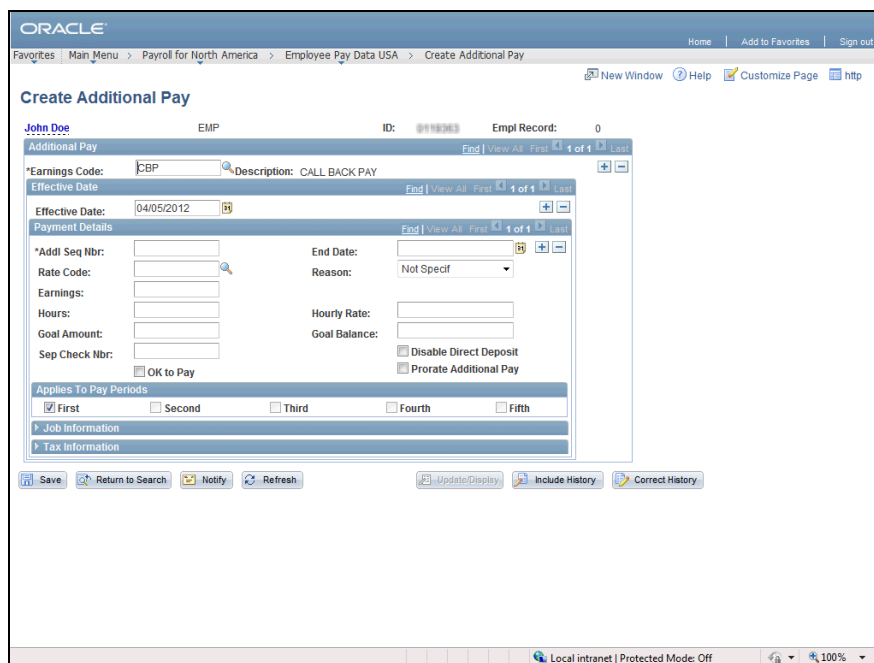 ORACLE
Home | Add to Favorites | Sign out
Favorites Main Menu > Payroll for North America > Employee Pay Data USA > Create Additional Pay
New Window Help Customize Page http
Create Additional Pay
John Doe EMP ID: Empl Record: 0
Additional Pay Find | View All First 1 of 1 Last
*Earnings Code: CBP Description: CALL BACK PAY
Effective Date Find | View All First 1 of 1 Last
Effective Date: 04/05/2012
Payment Details Find | View All First 1 of 1 Last
*Addl Seq Nbr: End Date:
Rate Code: Reason: Not Specif
Earnings:
Hours: Hourly Rate:
Goal Amount: Goal Balance:
Sep Check Nbr: Disable Direct Deposit
OK to Pay Prorate Additional Pay
Applies To Pay Periods
First Second Third Fourth Fifth
Job Information
Tax Information
Save Return to Search Notify Refresh Update/Display Include History Correct History
Local intranet | Protected Mode: Off 100%